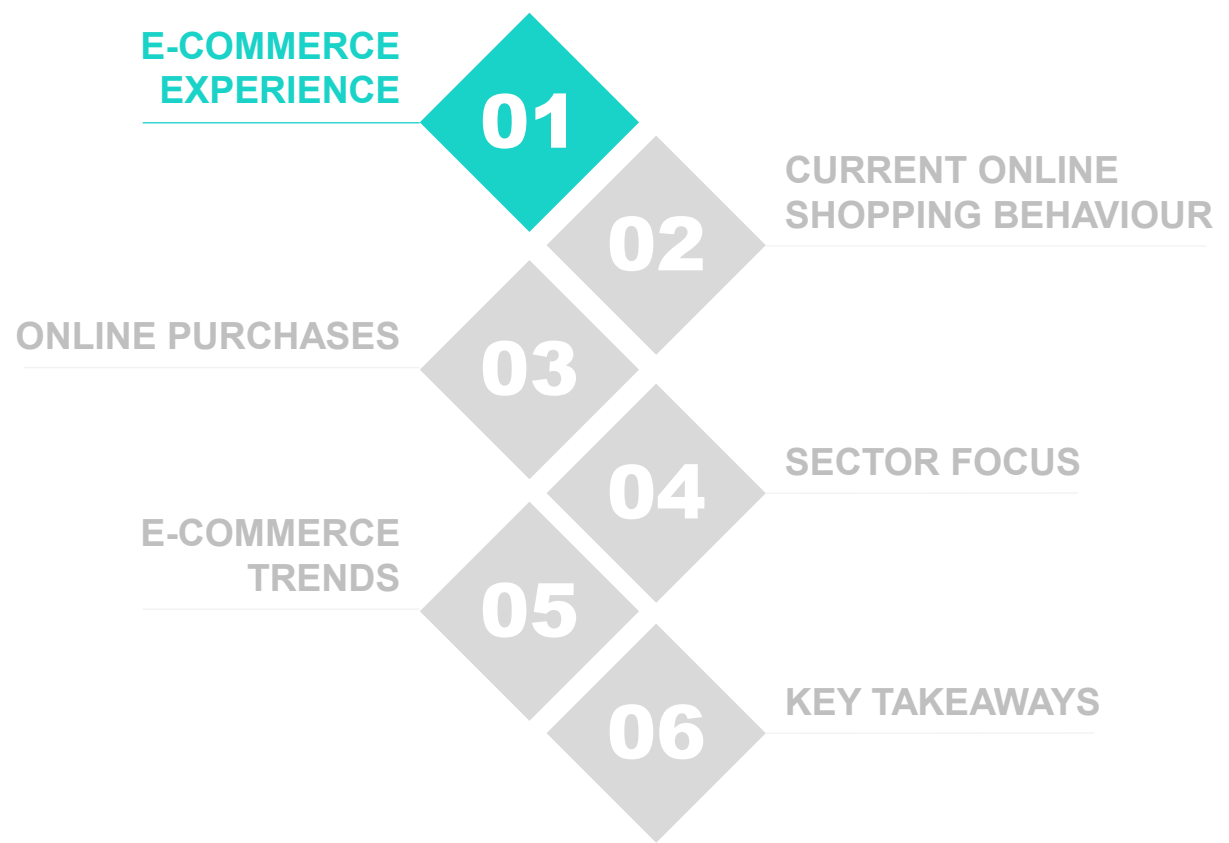 E-COMMERCE
EXPERIENCE
01
CURRENT ONLINE
SHOPPING BEHAVIOUR
02
ONLINE PURCHASES
03
SECTOR FOCUS
04
E-COMMERCE
TRENDS
05
KEY TAKEAWAYS
06